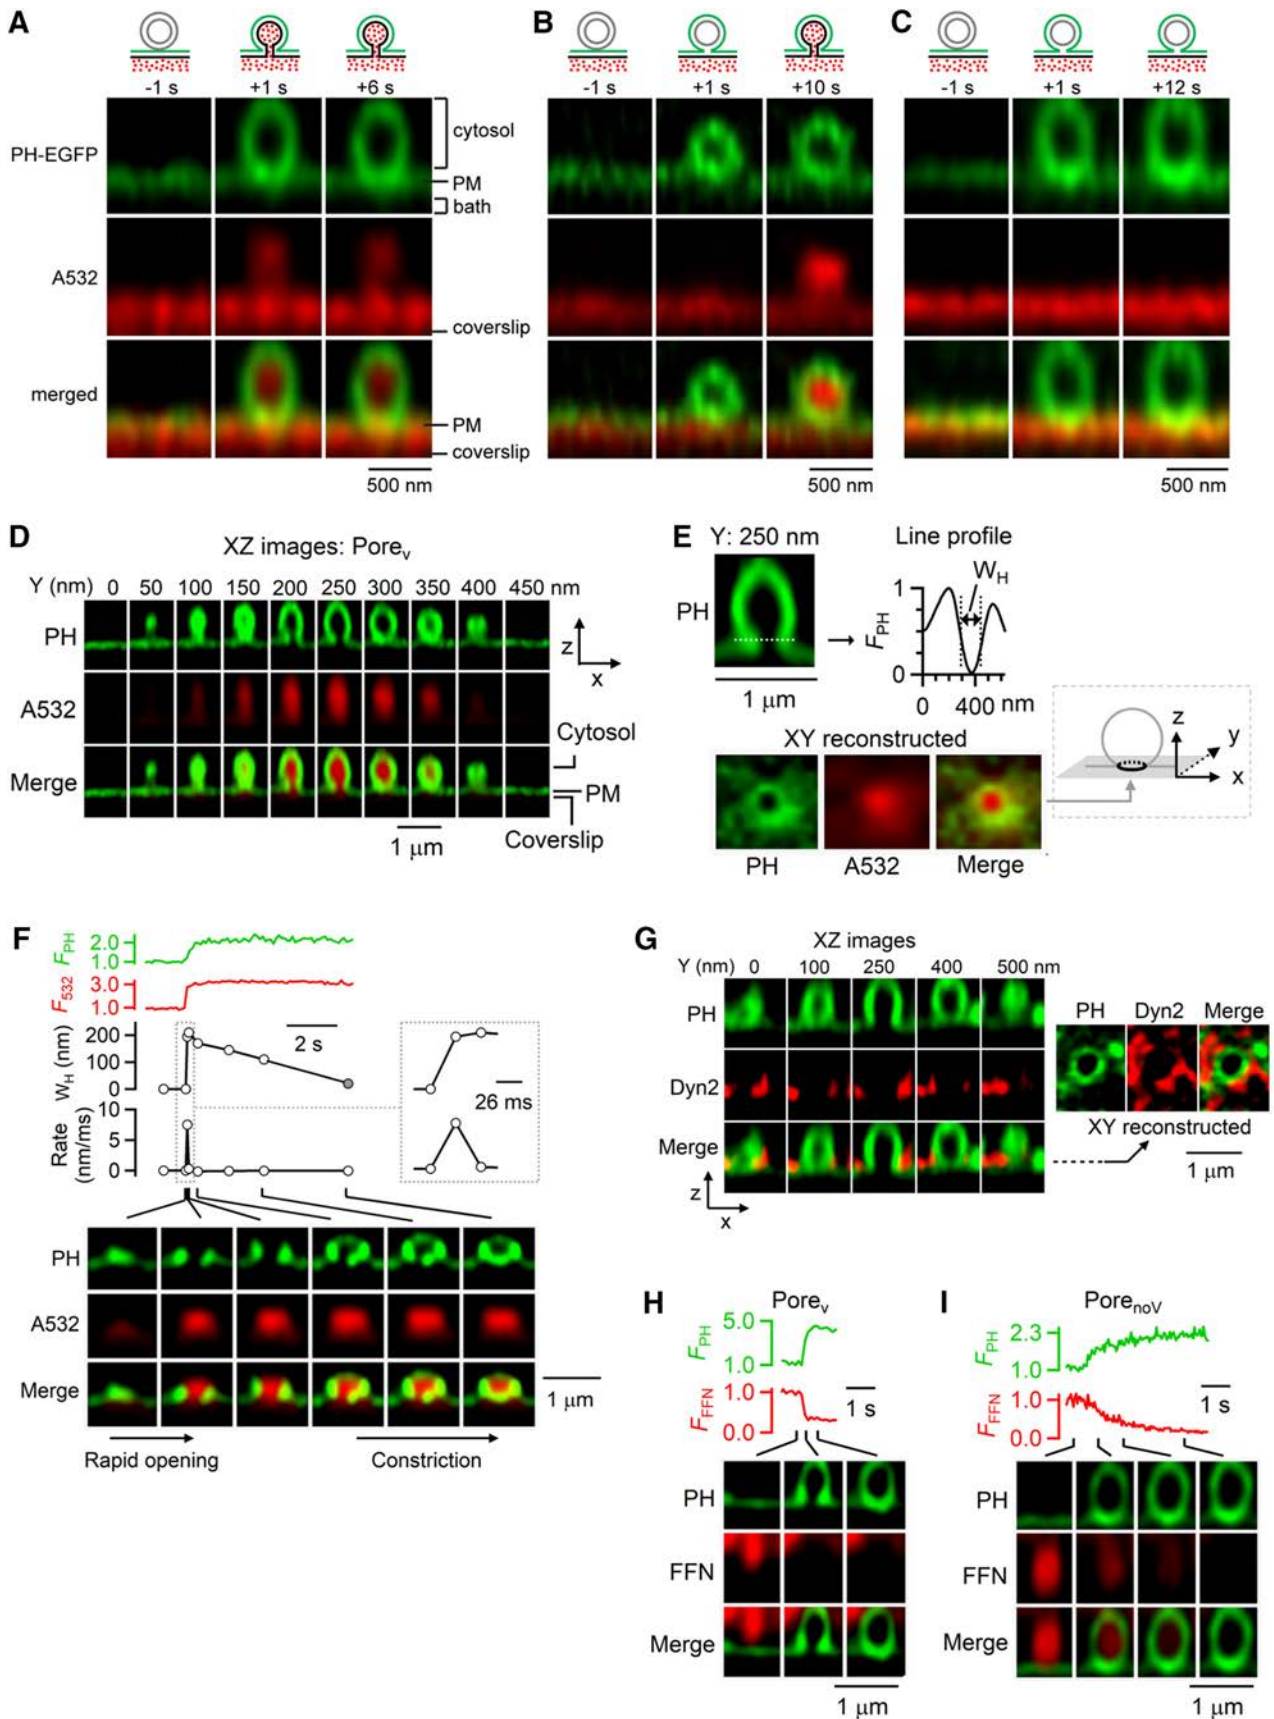 A
-1 s +1 s +6 s
PH-EGFP
cytosol
PM
bath
A532
coverslip
merged
PM
coverslip
500 nm
B
-1 s +1 s +10 s
500 nm
C
-1 s +1 s +12 s
500 nm
D
XZ images: Porev
Y (nm) 0 50 100 150 200 250 300 350 400 450 nm
PH
z
x
A532
Cytosol
Merge
PM
Coverslip
1 μm
E
Y: 250 nm
Line profile
WH
PH
FPH
1
0
0 400 nm
1 μm
XY reconstructed
PH A532 Merge
z
y
x
F
FPH
2.0
1.0
F532
3.0
1.0
2 s
WH (nm)
200
100
0
26 ms
Rate
(nm/ms)
10
5
0
PH
A532
Merge
1 μm
Rapid opening
Constriction
G
XZ images
Y (nm) 0 100 250 400 500 nm
PH
Dyn2
Merge
z
x
PH Dyn2 Merge
XY reconstructed
1 μm
H
Porev
FPH
5.0
1.0
FFFN
1.0
0.0
1 s
PH
FFN
Merge
1 μm
I
PorenoV
FPH
2.3
1.0
FFFN
1.0
0.0
1 s
PH
FFN
Merge
1 μm